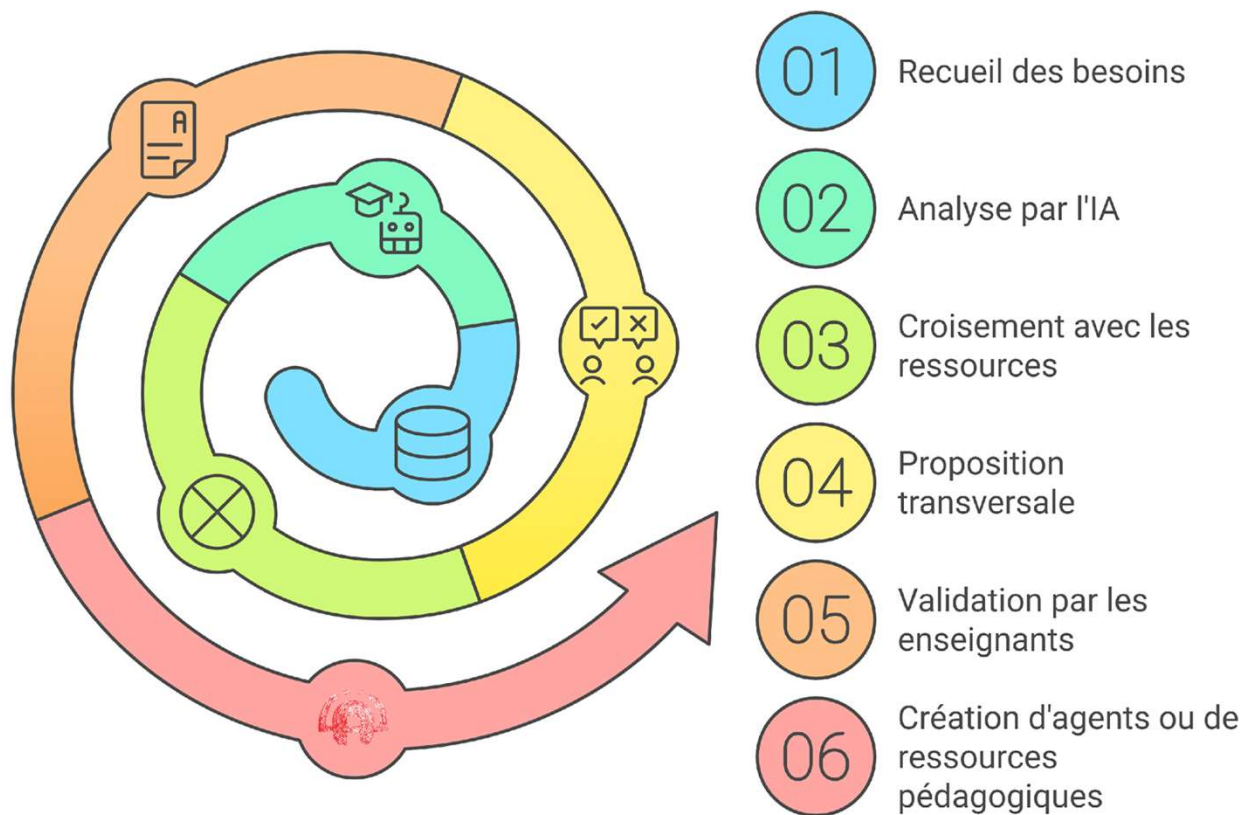 01
Recueil des besoins
02
Analyse par l'IA
03
Croisement avec les
ressources
04
Proposition
transversale
05
Validation par les
enseignants
06
Création d'agents ou de
ressources
pédagogiques
A